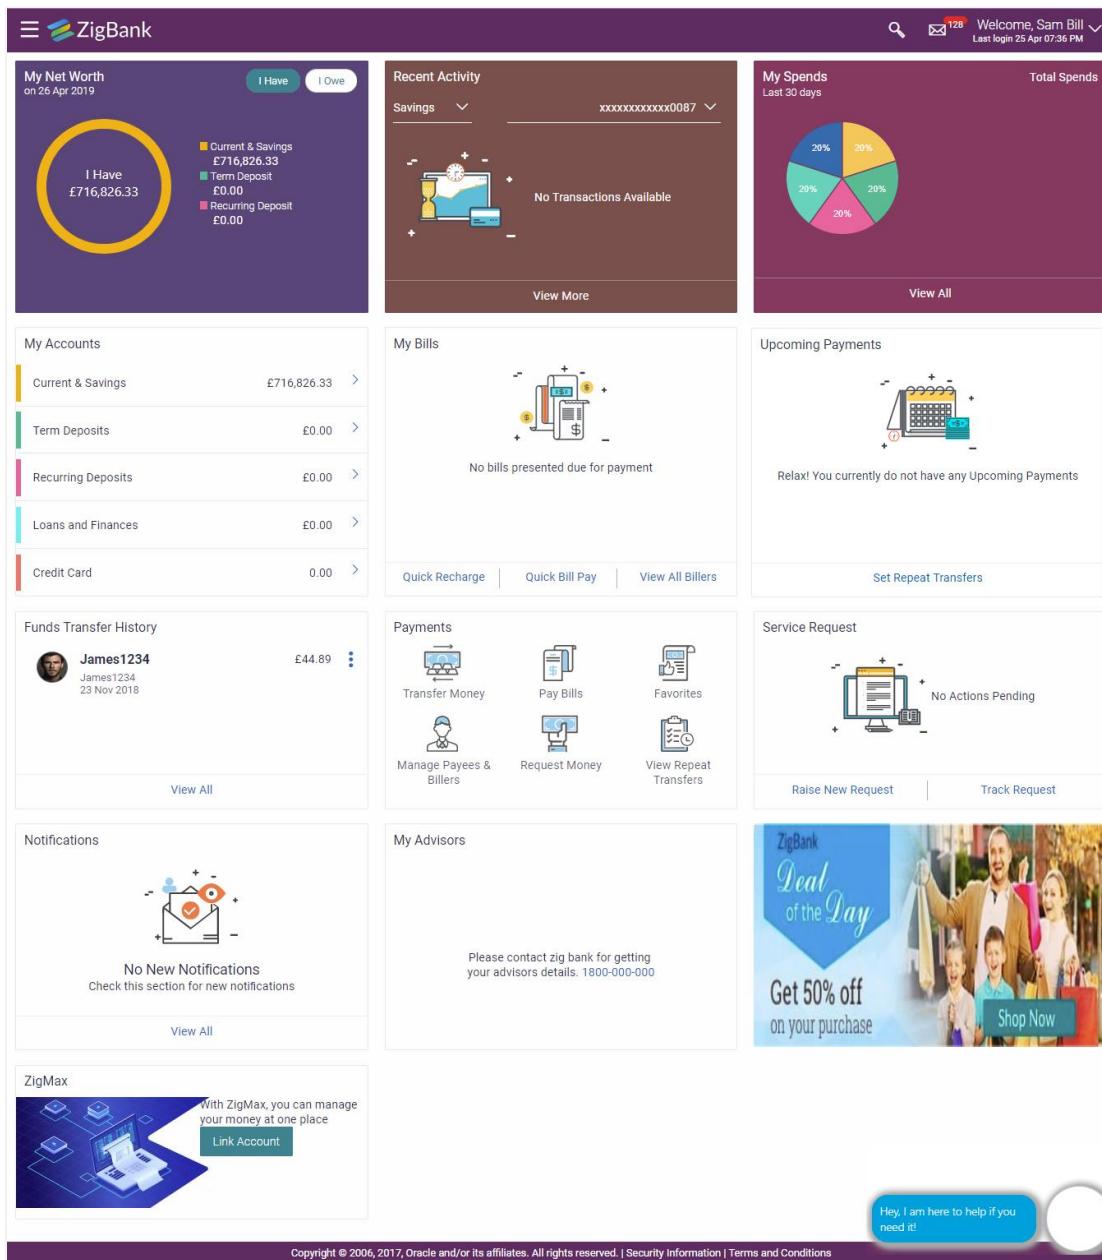 ZigBank
128
Welcome, Sam Bill
Last login 25 Apr 07:36 PM
My Net Worth
on 26 Apr 2019
I Have
I Owe
I Have
£716,826.33
Current & Savings
£716,826.33
Term Deposit
£0.00
Recurring Deposit
£0.00
Recent Activity
Savings
xxxxxxxxxxxx0087
No Transactions Available
View More
My Spends
Last 30 days
Total Spends
20%
20%
20%
20%
20%
View All
My Accounts
Current & Savings £716,826.33
Term Deposits £0.00
Recurring Deposits £0.00
Loans and Finances £0.00
Credit Card 0.00
My Bills
No bills presented due for payment
Quick Recharge
Quick Bill Pay
View All Billers
Upcoming Payments
Relax! You currently do not have any Upcoming Payments
Set Repeat Transfers
Funds Transfer History
James1234 £44.89
James1234
23 Nov 2018
View All
Payments
Transfer Money
Pay Bills
Favorites
Manage Payees &
Billers
Request Money
View Repeat
Transfers
Service Request
No Actions Pending
Raise New Request
Track Request
Notifications
No New Notifications
Check this section for new notifications
View All
My Advisors
Please contact zig bank for getting
your advisors details. 1800-000-000
ZigBank
Deal
of the Day
Get 50% off
on your purchase
Shop Now
ZigMax
With ZigMax, you can manage
your money at one place
Link Account
Hey, I am here to help if you
need it!
Copyright © 2006, 2017, Oracle and/or its affiliates. All rights reserved. | Security Information | Terms and Conditions